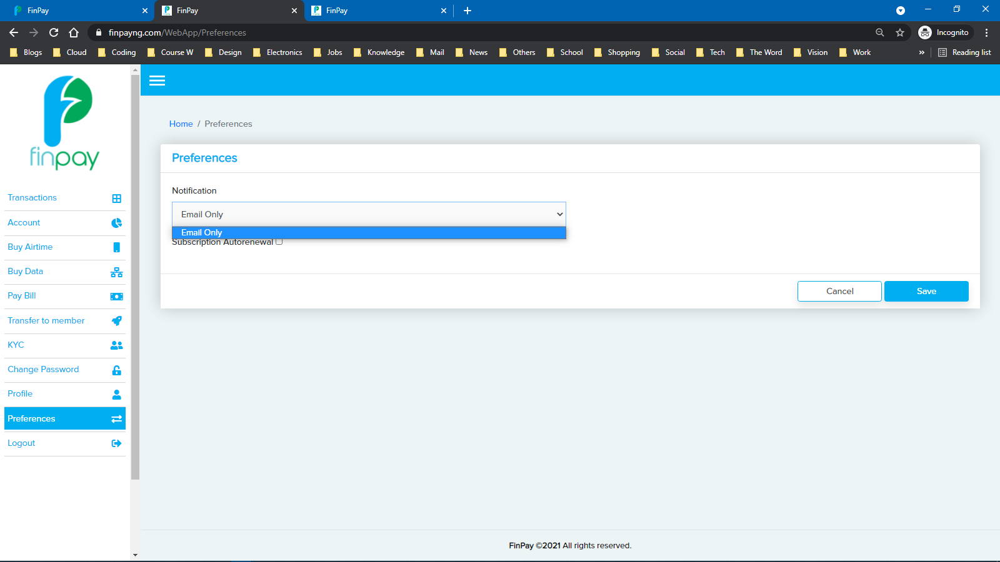 FinPay
FinPay
FinPay
finpayng.com/WebApp/Preferences
Incognito
Blogs
Cloud
Coding
Course W
Design
Electronics
Jobs
Knowledge
Mail
News
Others
School
Shopping
Social
Tech
The Word
Vision
Work
»
Reading list
finpay
Transactions
Account
Buy Airtime
Buy Data
Pay Bill
Transfer to member
KYC
Change Password
Profile
Preferences
Logout
Home / Preferences
Preferences
Notification
Email Only
Email Only
Subscription Autorenewal
Cancel
Save
FinPay ©2021 All rights reserved.